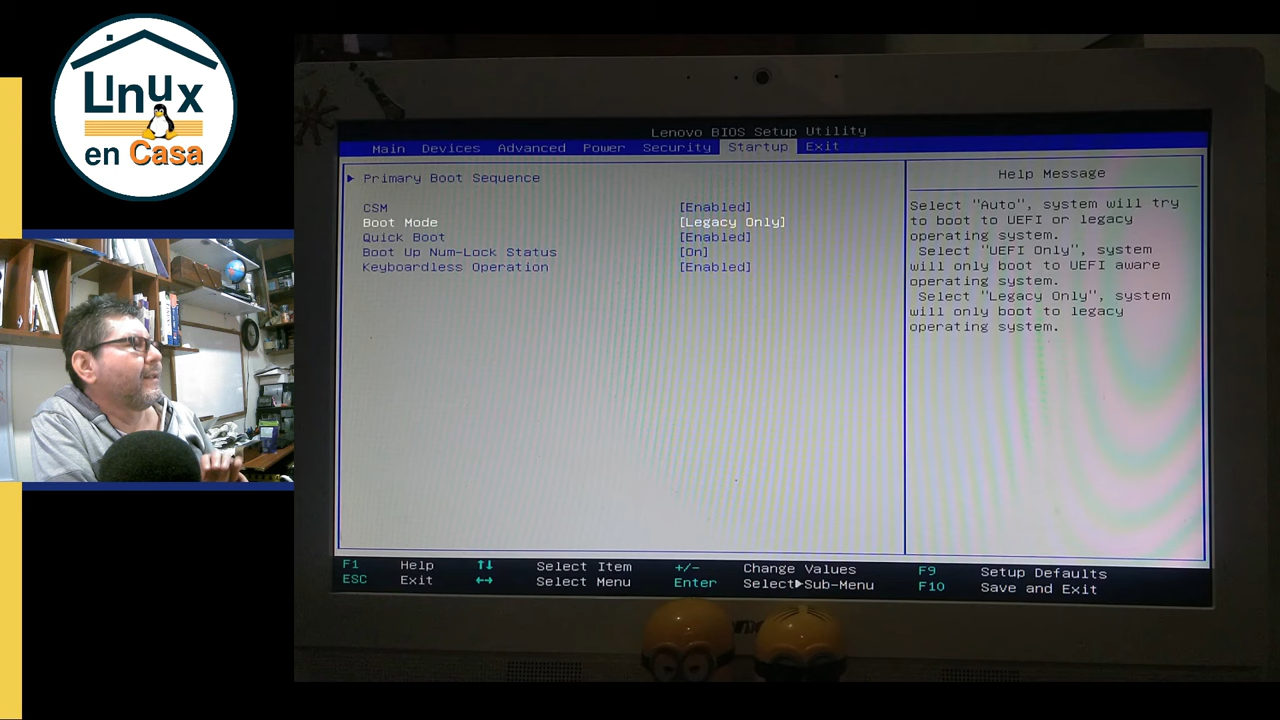 Linux
en Casa
Lenovo BIOS Setup Utility
Main Devices Advanced Power Security Startup Exit
Primary Boot Sequence
CSM [Enabled]
Boot Mode [Legacy Only]
Quick Boot [Enabled]
Boot Up Num-Lock Status [On]
Keyboardless Operation [Enabled]
Help Message
Select "Auto", system will try
to boot to UEFI or legacy
operating system.
Select "UEFI Only", system
will only boot to UEFI aware
operating system.
Select "Legacy Only", system
will only boot to legacy
operating system.
F1 Help ↑↓ Select Item +/- Change Values F9 Setup Defaults
ESC Exit ←→ Select Menu Enter Select▶Sub-Menu F10 Save and Exit